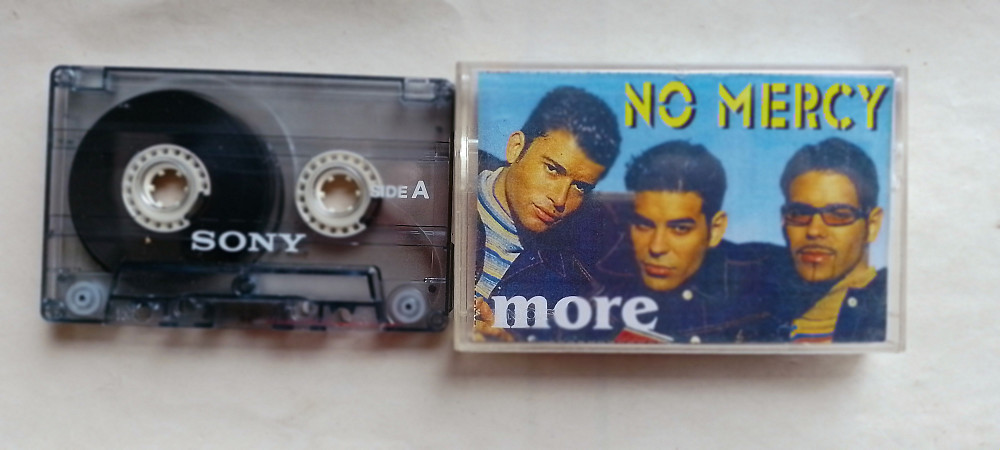 SONY
SIDE A
NO MERCY
more